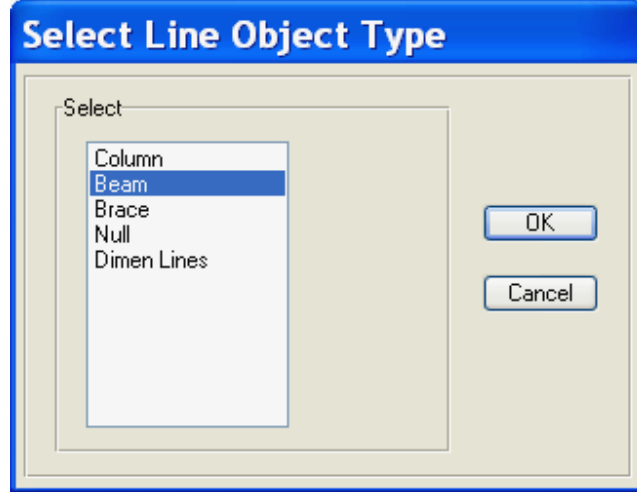 Select Line Object Type
Select
Column
Beam
Brace
Null
Dimen Lines
OK
Cancel